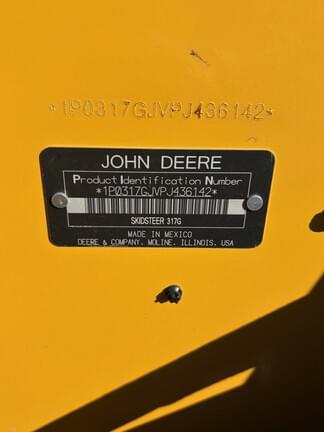 *1P0317GJVPJ436142*
JOHN DEERE
Product Identification Number
*1P0317GJVPJ436142*
SKIDSTEER 317G
MADE IN MEXICO
DEERE & COMPANY, MOLINE, ILLINOIS, USA